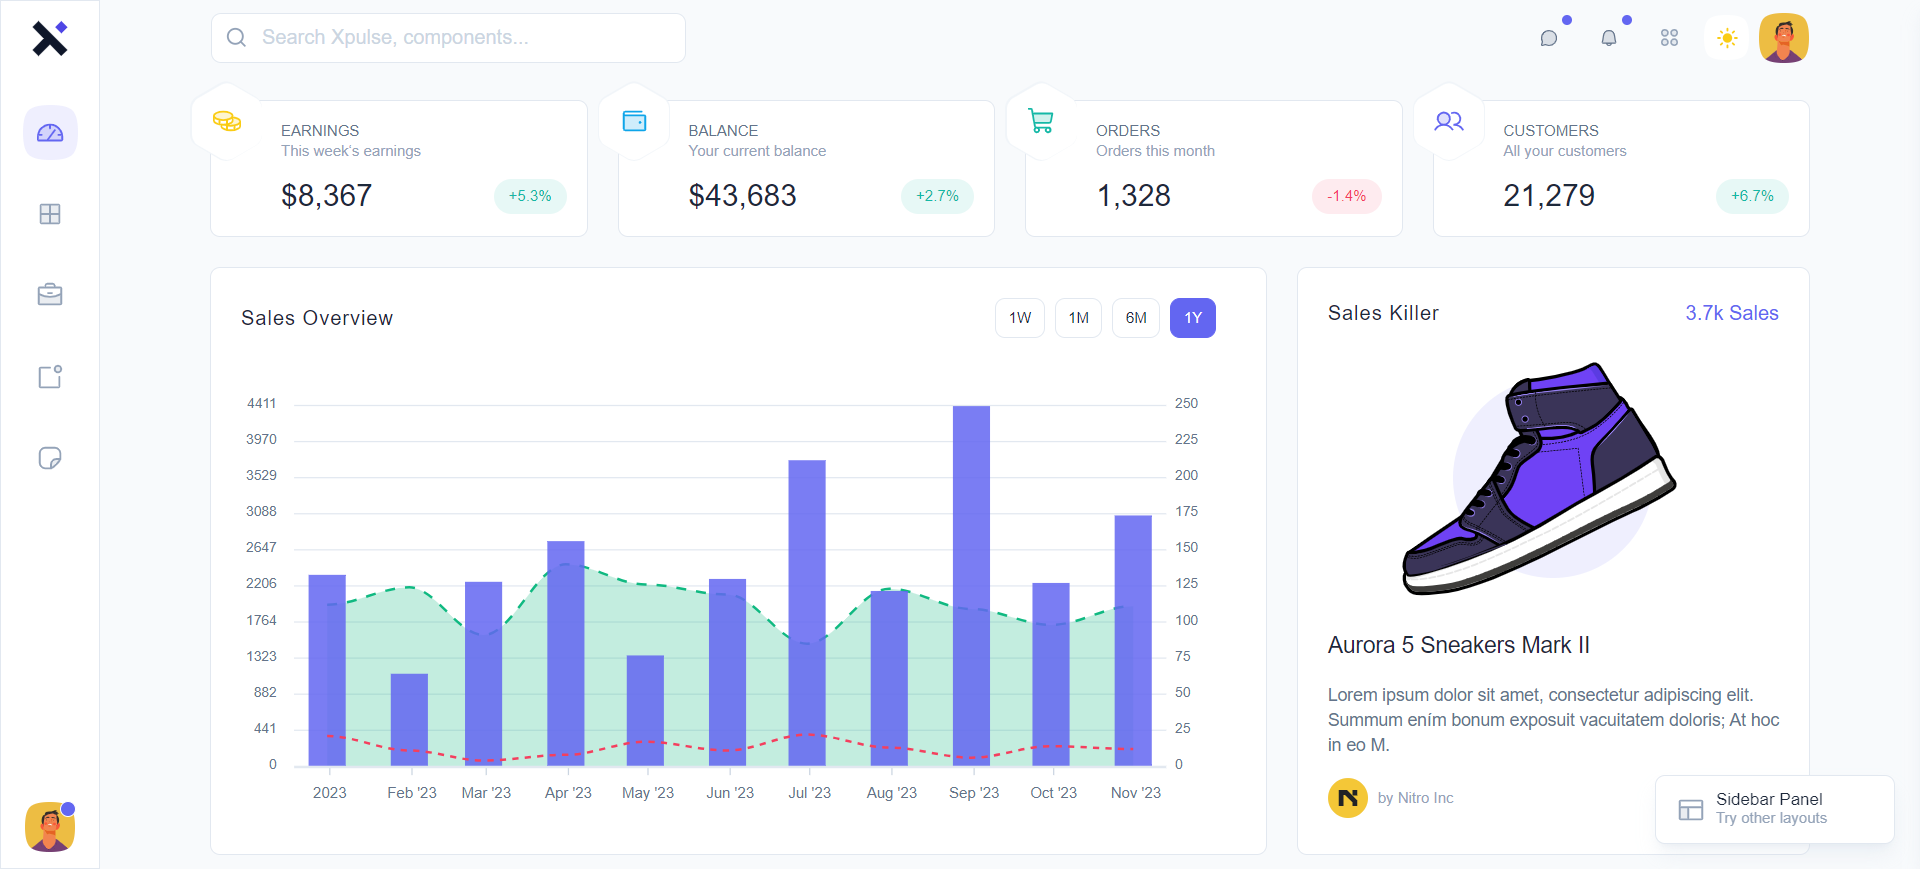 Search Xpulse, components...
EARNINGS
This week's earnings
$8,367
+5.3%
BALANCE
Your current balance
$43,683
+2.7%
ORDERS
Orders this month
1,328
-1.4%
CUSTOMERS
All your customers
21,279
+6.7%
Sales Overview
1W
1M
6M
1Y
4411
3970
3529
3088
2647
2206
1764
1323
882
441
0
250
225
200
175
150
125
100
75
50
25
0
2023
Feb '23
Mar '23
Apr '23
May '23
Jun '23
Jul '23
Aug '23
Sep '23
Oct '23
Nov '23
Sales Killer
3.7k Sales
Aurora 5 Sneakers Mark II
Lorem ipsum dolor sit amet, consectetur adipiscing elit.
Summum ením bonum exposuit vacuitatem doloris; At hoc
in eo M.
by Nitro Inc
Sidebar Panel
Try other layouts